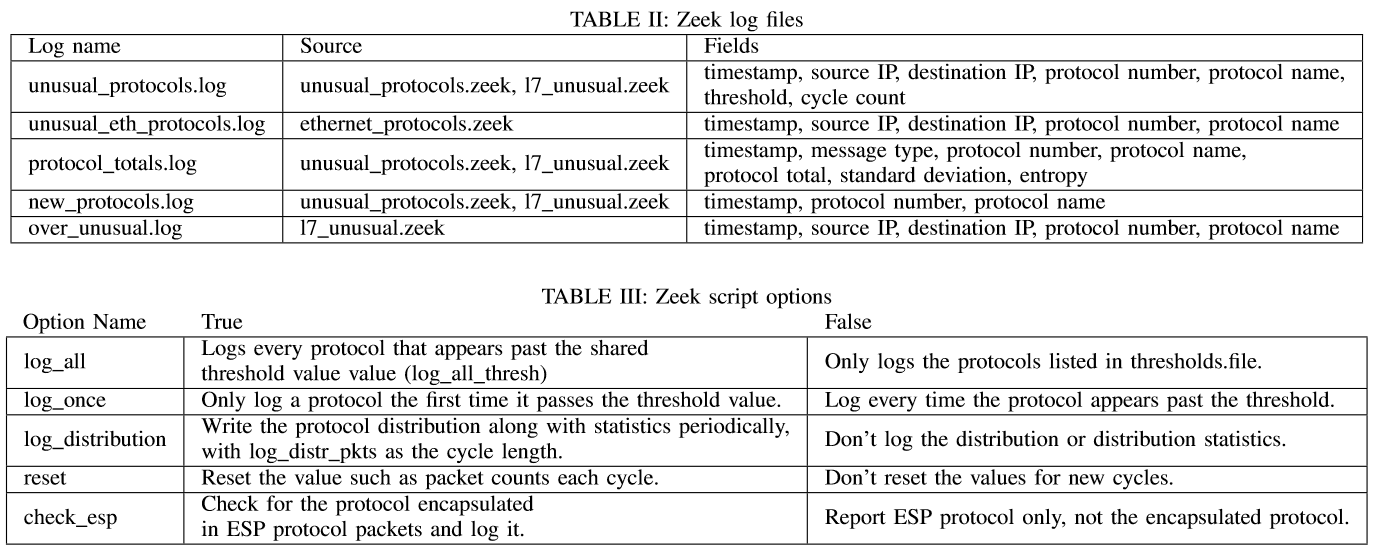 TABLE II: Zeek log files
Log name Source Fields
unusual_protocols.log unusual_protocols.zeek, l7_unusual.zeek timestamp, source IP, destination IP, protocol number, protocol name,
threshold, cycle count
unusual_eth_protocols.log ethernet_protocols.zeek timestamp, source IP, destination IP, protocol number, protocol name
protocol_totals.log unusual_protocols.zeek, l7_unusual.zeek timestamp, message type, protocol number, protocol name,
protocol total, standard deviation, entropy
new_protocols.log unusual_protocols.zeek, l7_unusual.zeek timestamp, protocol number, protocol name
over_unusual.log l7_unusual.zeek timestamp, source IP, destination IP, protocol number, protocol name
TABLE III: Zeek script options
Option Name True False
log_all Logs every protocol that appears past the shared
threshold value value (log_all_thresh) Only logs the protocols listed in thresholds.file.
log_once Only log a protocol the first time it passes the threshold value. Log every time the protocol appears past the threshold.
log_distribution Write the protocol distribution along with statistics periodically,
with log_distr_pkts as the cycle length. Don't log the distribution or distribution statistics.
reset Reset the value such as packet counts each cycle. Don't reset the values for new cycles.
check_esp Check for the protocol encapsulated
in ESP protocol packets and log it. Report ESP protocol only, not the encapsulated protocol.